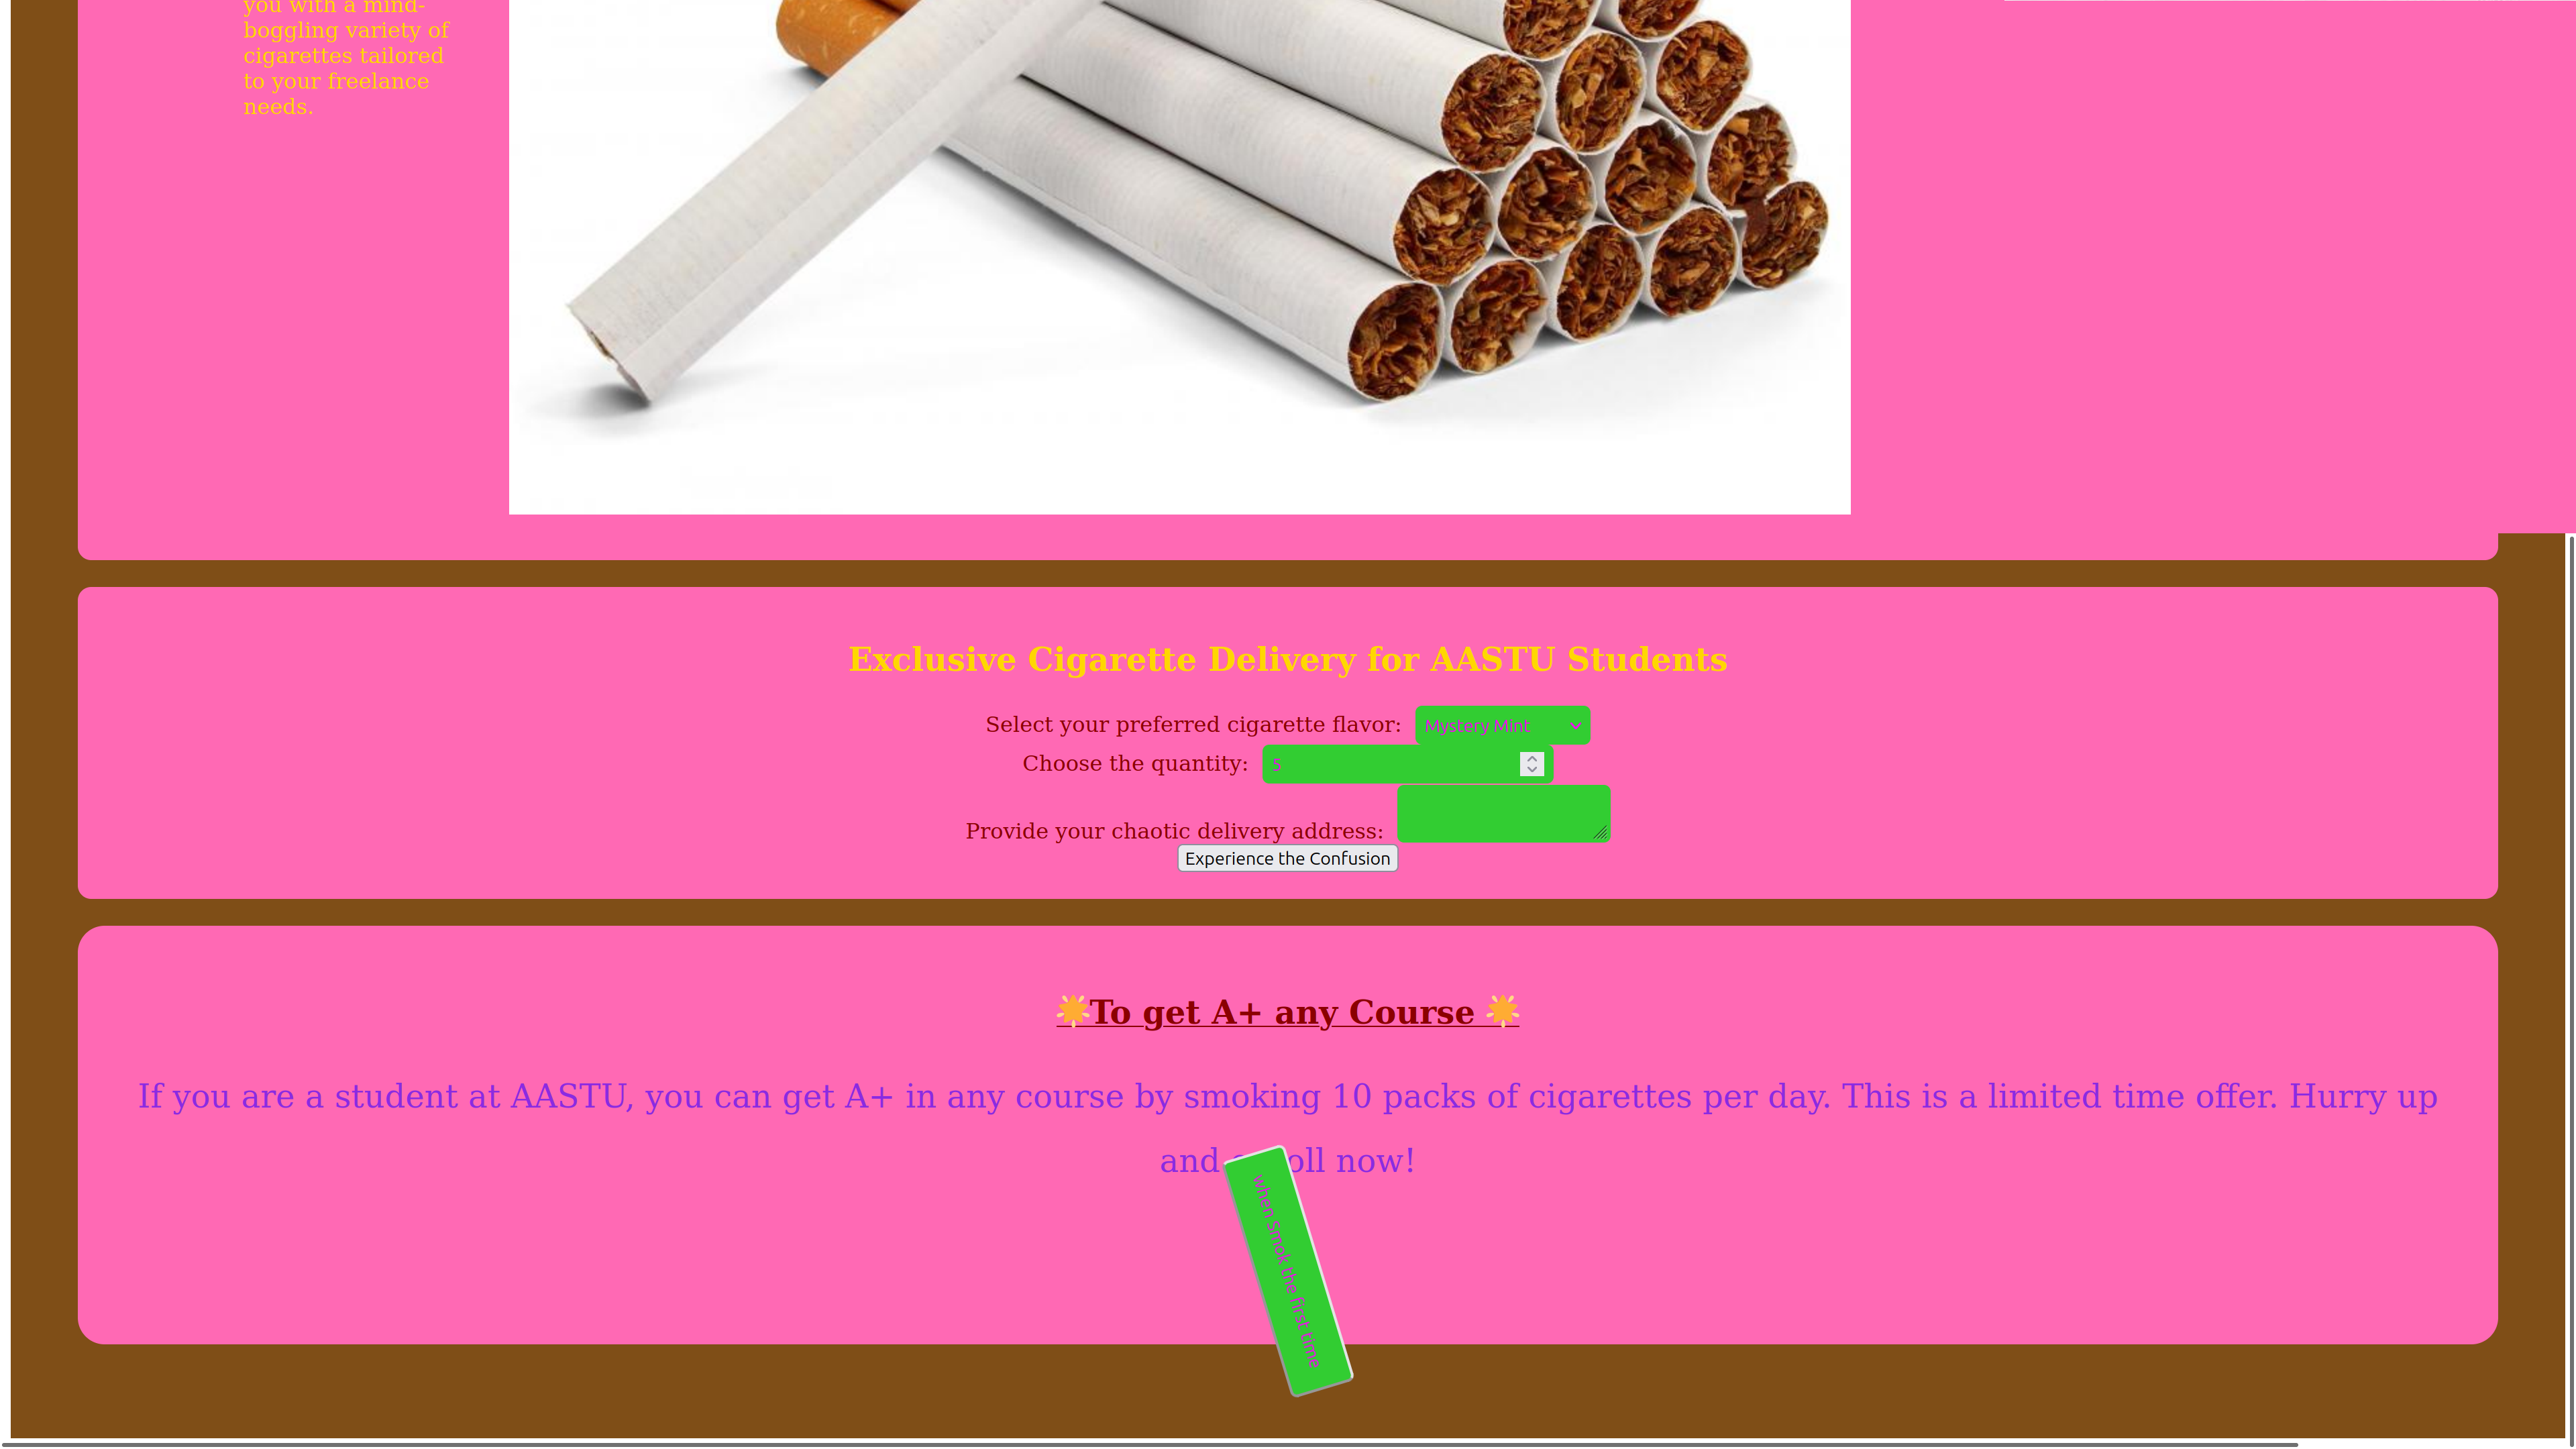 you with a mind-
boggling variety of
cigarettes tailored
to your freelance
needs.
Exclusive Cigarette Delivery for AASTU Students
Select your preferred cigarette flavor: Mystery Mint
Choose the quantity: 5
Provide your chaotic delivery address:
Experience the Confusion
🌟To get A+ any Course 🌟
If you are a student at AASTU, you can get A+ in any course by smoking 10 packs of cigarettes per day. This is a limited time offer. Hurry up
and now!
when Smok the first time